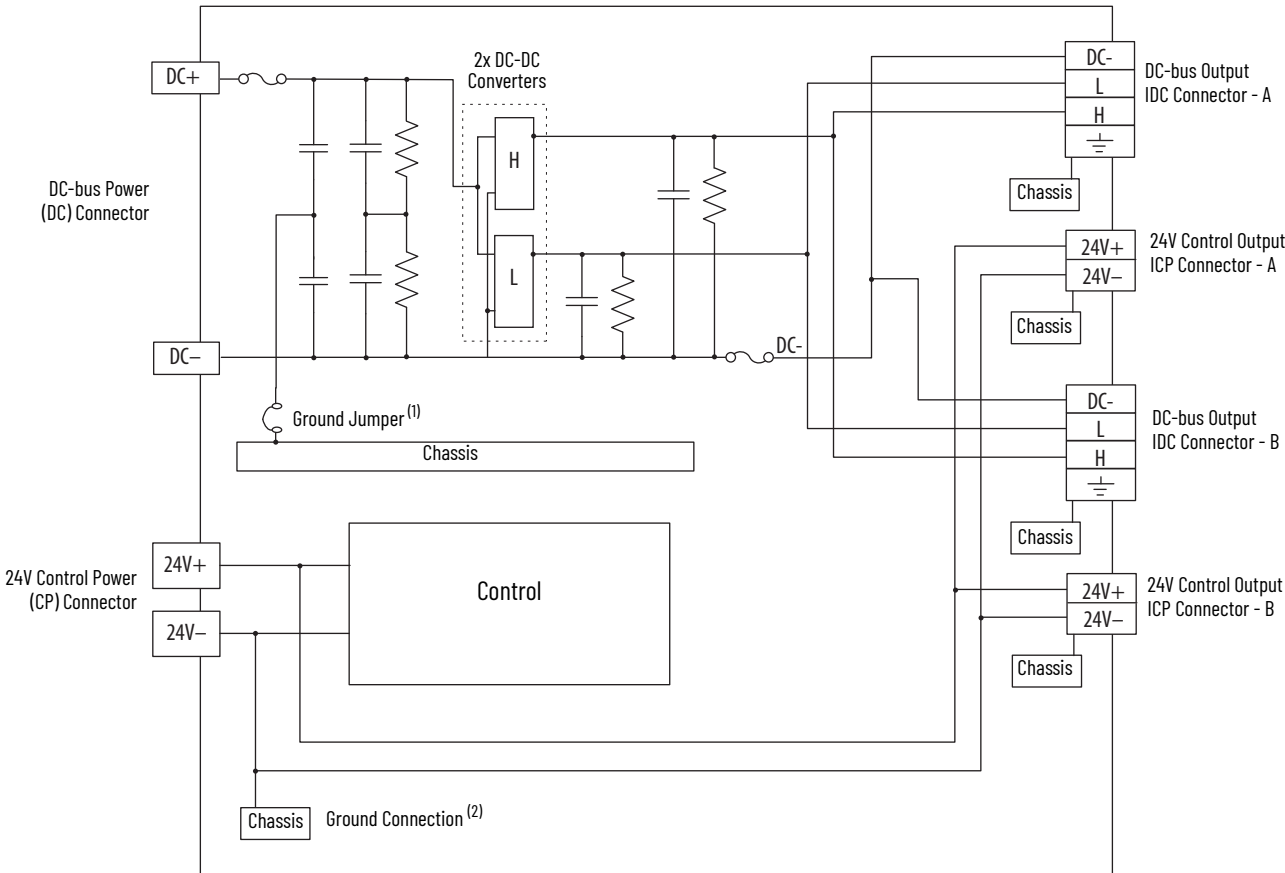 2x DC-DC
Converters
DC+
DC-bus Power
(DC) Connector
DC−
H
L
DC-
Ground Jumper (1)
Chassis
DC-
L
H
DC-bus Output
IDC Connector - A
Chassis
24V+
24V−
24V Control Output
ICP Connector - A
Chassis
DC-
L
H
DC-bus Output
IDC Connector - B
Chassis
24V Control Power
(CP) Connector
24V+
24V−
Control
24V+
24V−
24V Control Output
ICP Connector - B
Chassis
Chassis
Ground Connection (2)